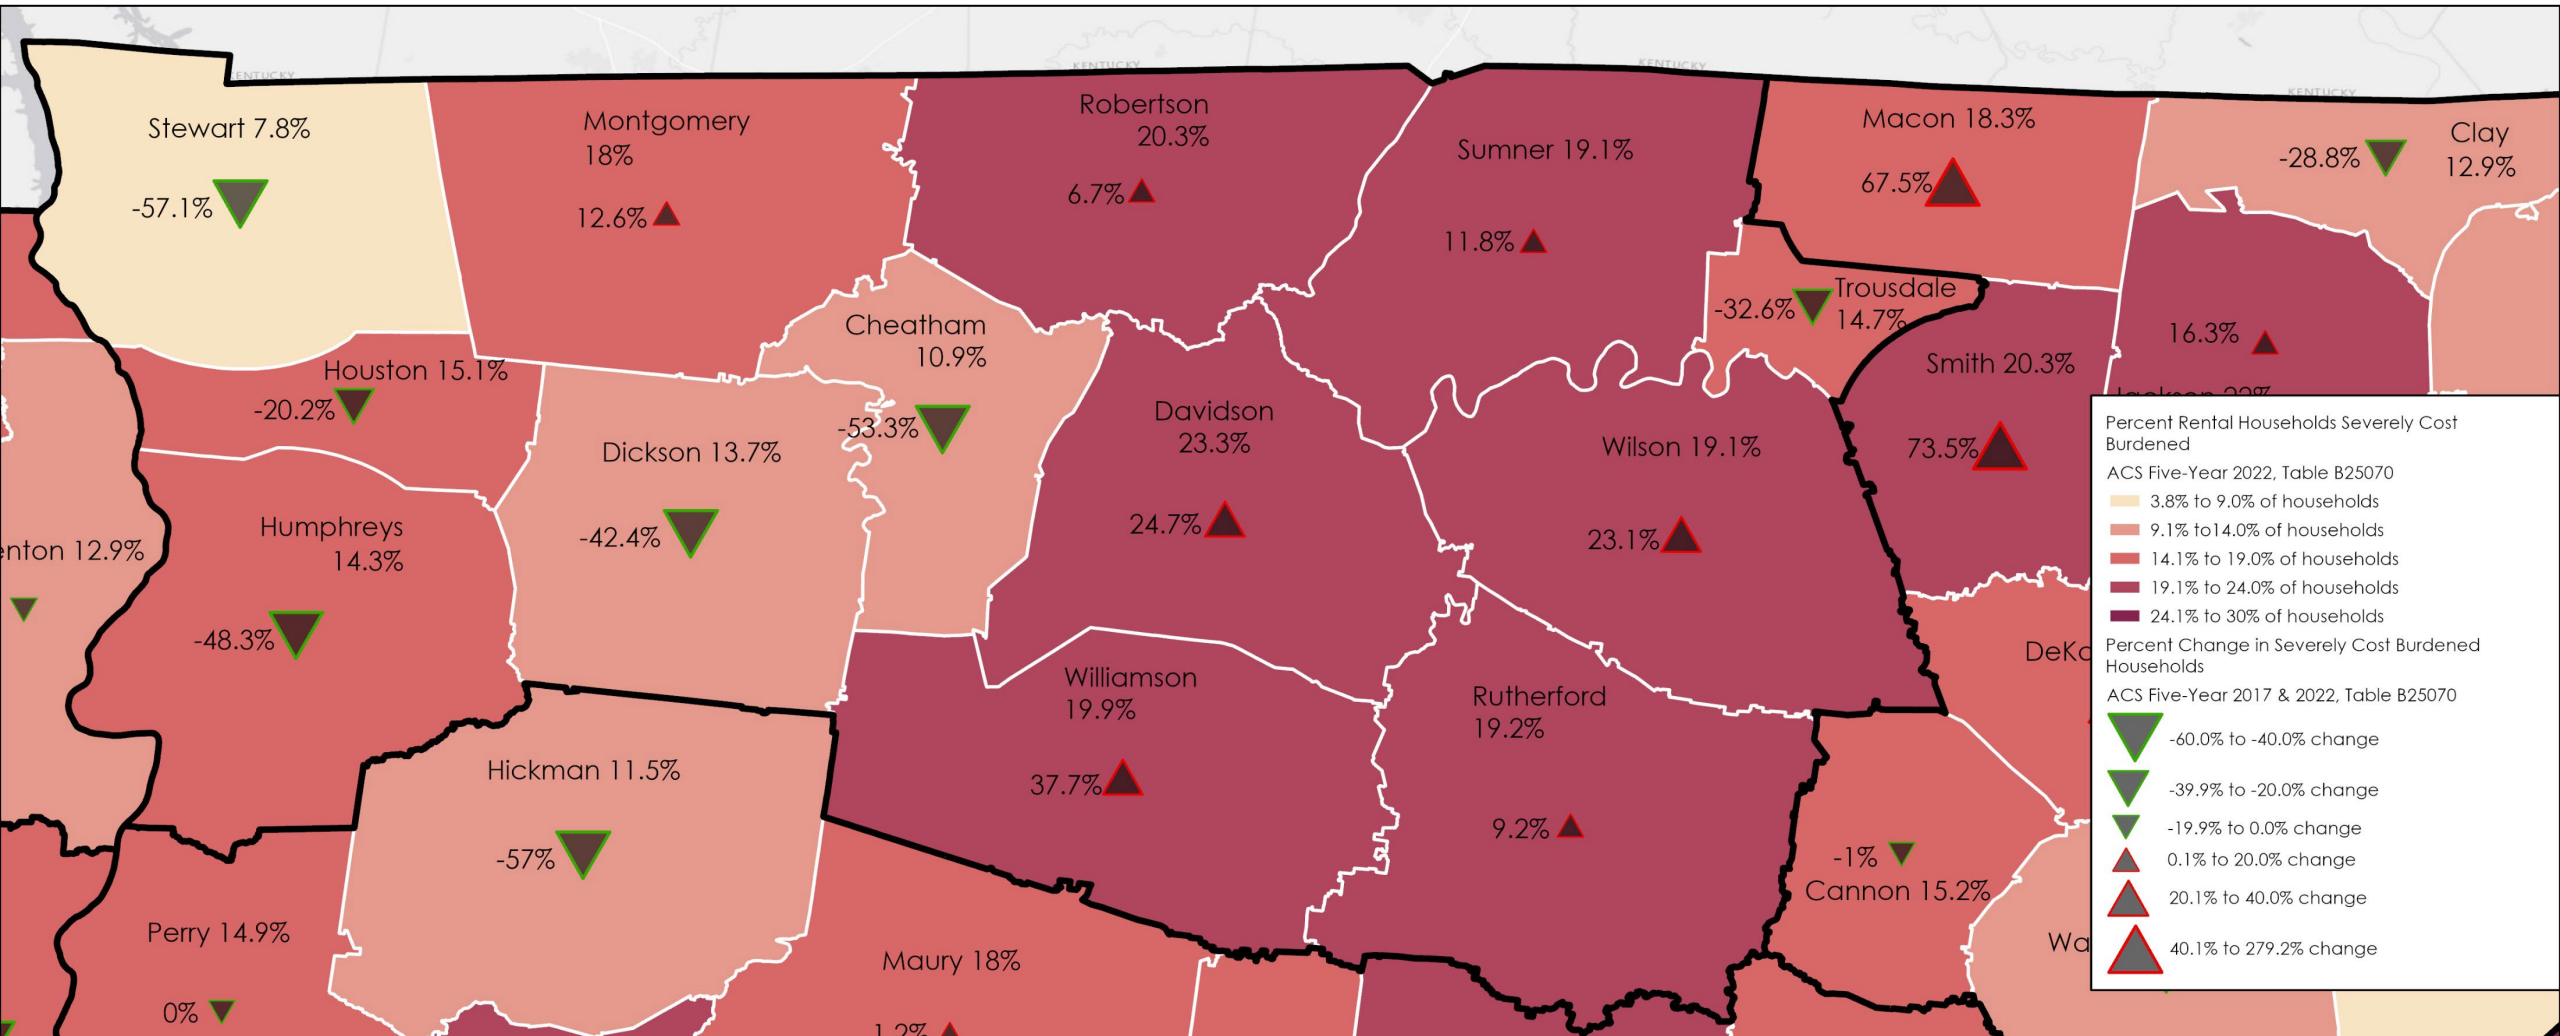 KENTUCKY
KENTUCKY
KENTUCKY
KENTUCKY
Stewart 7.8%
-57.1%
Montgomery
18%
12.6%
Robertson
20.3%
6.7%
Sumner 19.1%
11.8%
Macon 18.3%
67.5%
Clay
12.9%
-28.8%
Trousdale
14.7%
-32.6%
16.3%
Smith 20.3%
73.5%
Cheatham
10.9%
-53.3%
Houston 15.1%
-20.2%
Davidson
23.3%
24.7%
Dickson 13.7%
-42.4%
Wilson 19.1%
23.1%
Humphreys
14.3%
-48.3%
enton 12.9%
DeKa
Williamson
19.9%
37.7%
Rutherford
19.2%
9.2%
Hickman 11.5%
-57%
-1%
Cannon 15.2%
Perry 14.9%
0%
Maury 18%
1.2%
Wa
Percent Rental Households Severely Cost
Burdened
ACS Five-Year 2022, Table B25070
3.8% to 9.0% of households
9.1% to14.0% of households
14.1% to 19.0% of households
19.1% to 24.0% of households
24.1% to 30% of households
Percent Change in Severely Cost Burdened
Households
ACS Five-Year 2017 & 2022, Table B25070
-60.0% to -40.0% change
-39.9% to -20.0% change
-19.9% to 0.0% change
0.1% to 20.0% change
20.1% to 40.0% change
40.1% to 279.2% change